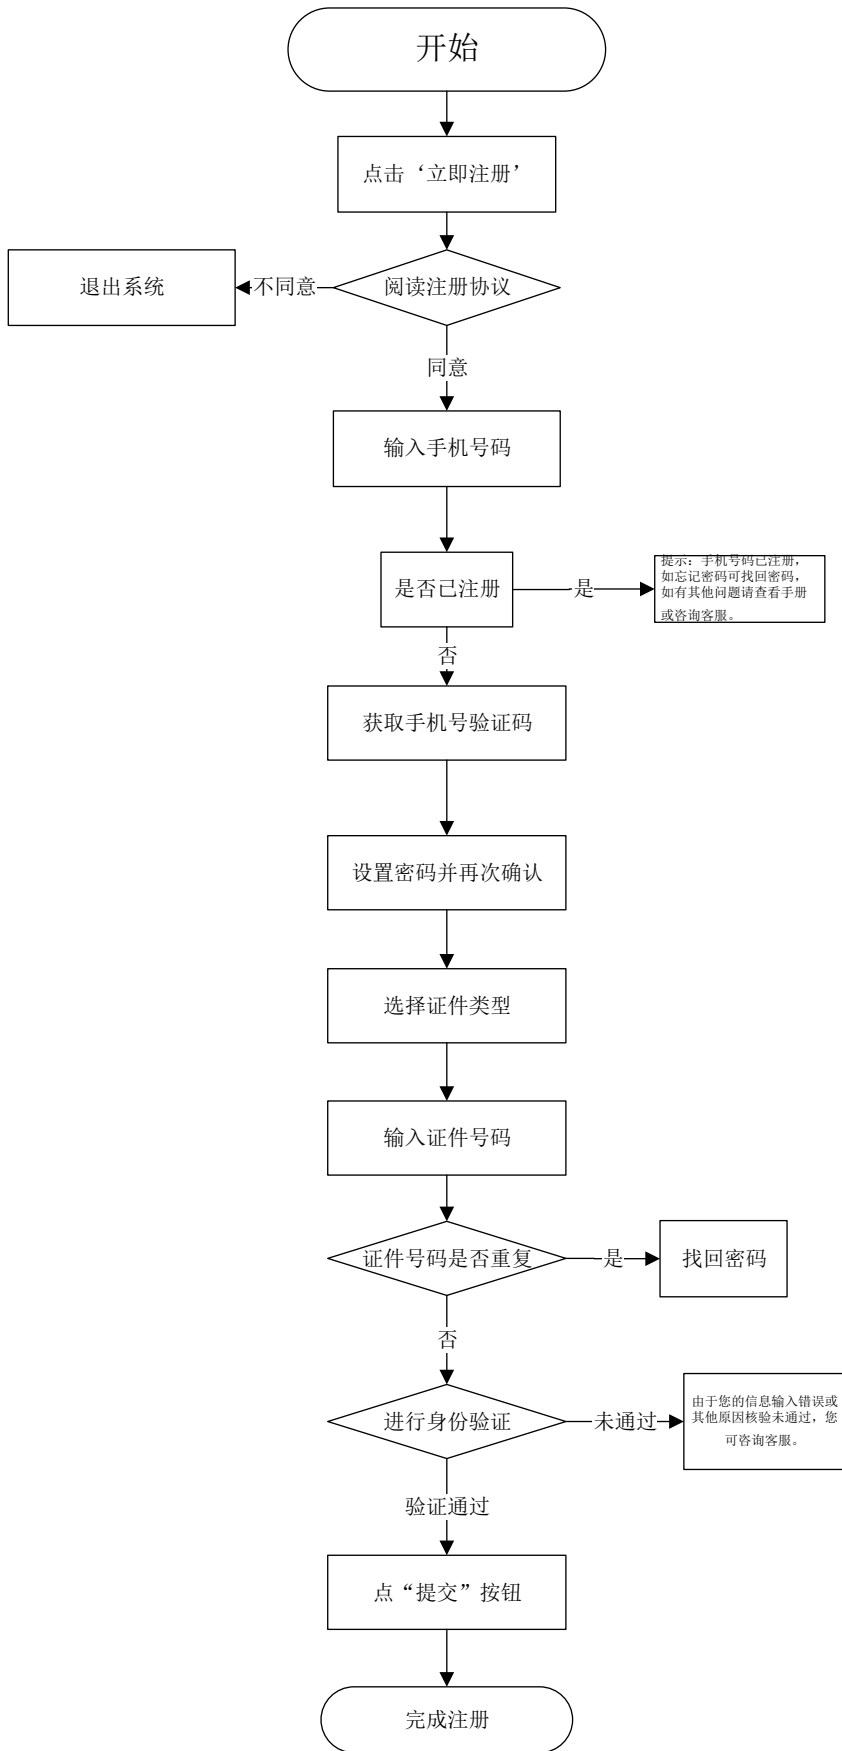 开始
点击‘立即注册’
阅读注册协议
不同意
退出系统
同意
输入手机号码
是否已注册
是
提示：手机号码已注册，
如忘记密码可找回密码，
如有其他问题请查看手册
或咨询客服。
否
获取手机号验证码
设置密码并再次确认
选择证件类型
输入证件号码
证件号码是否重复
是
找回密码
否
进行身份验证
未通过
由于您的信息输入错误或
其他原因核验未通过，您
可咨询客服。
验证通过
点“提交”按钮
完成注册